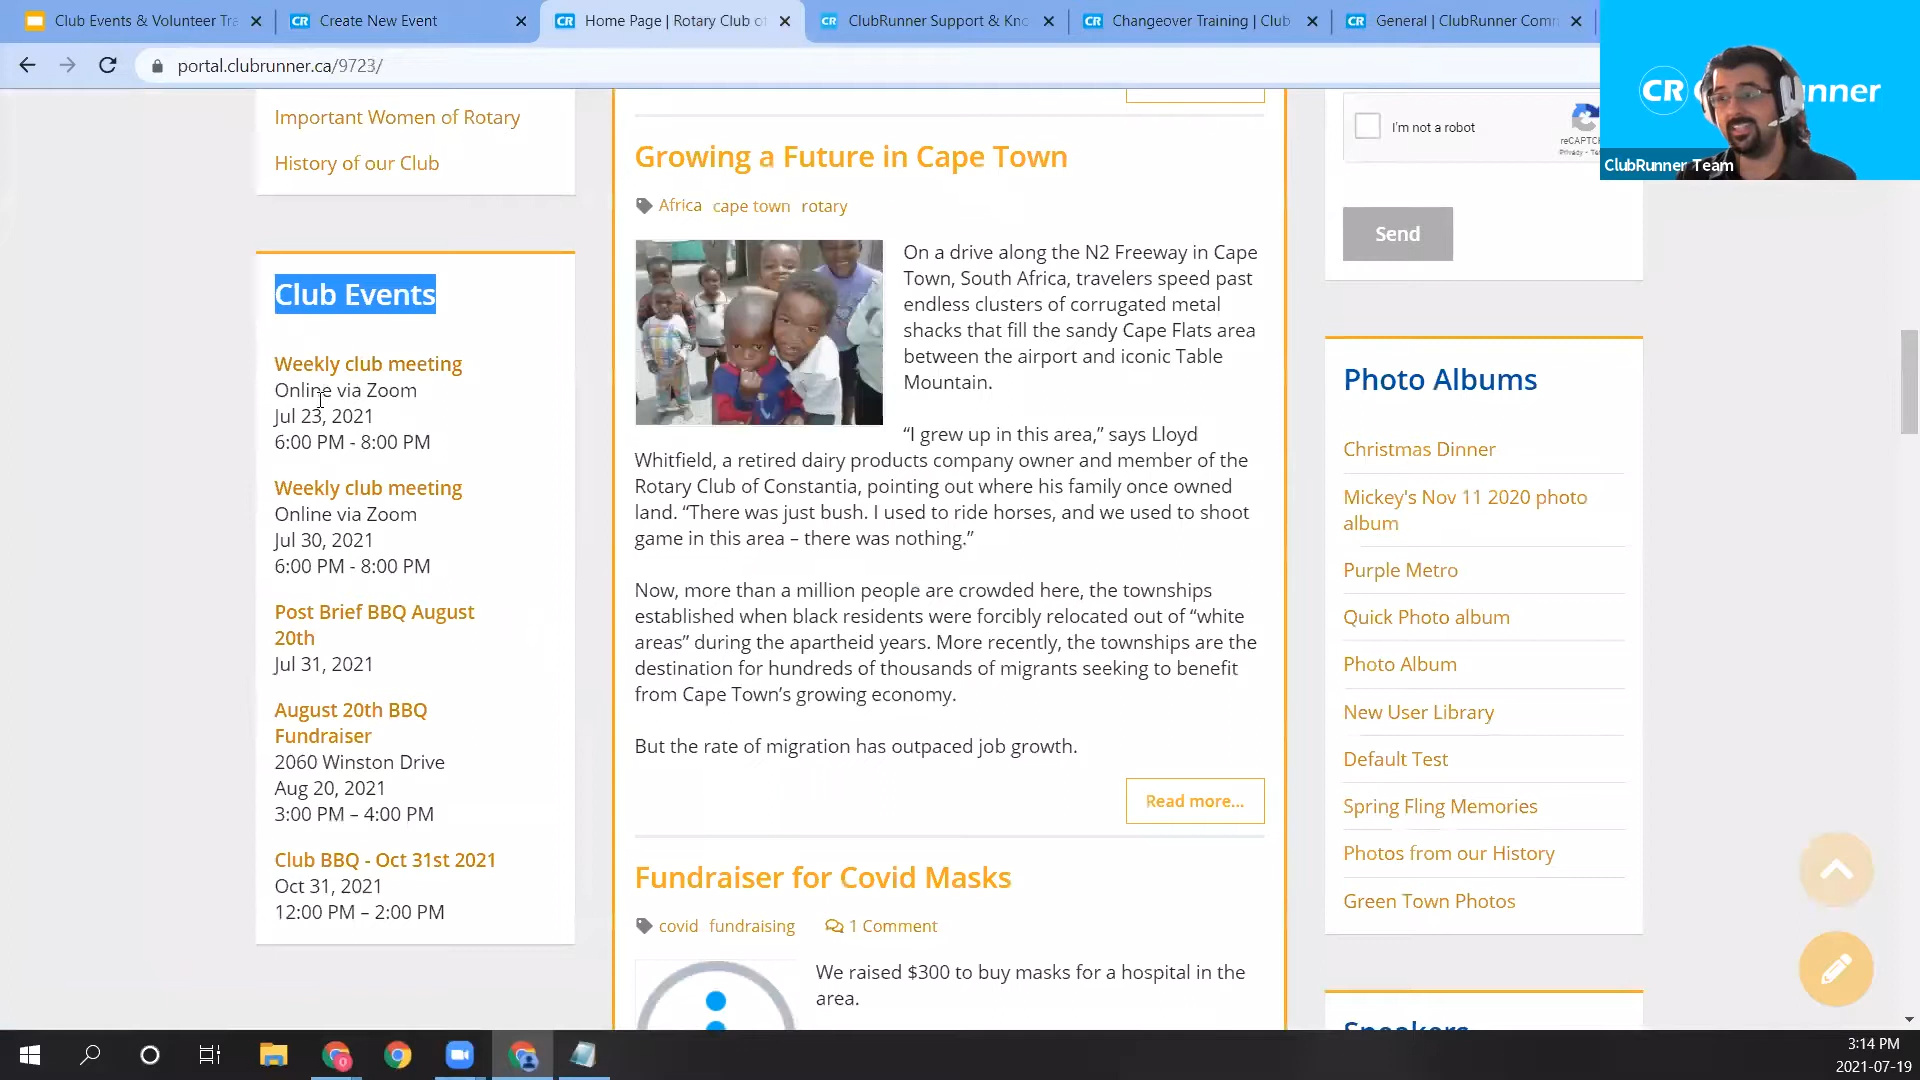 Club Events & Volunteer Tra
Create New Event
Home Page | Rotary Club of
ClubRunner Support & Kno
Changeover Training | Club
General | ClubRunner Comm
portal.clubrunner.ca/9723/
CR
nner
ClubRunner Team
Important Women of Rotary
History of our Club
Club Events
Weekly club meeting
Online via Zoom
Jul 23, 2021
6:00 PM - 8:00 PM
Weekly club meeting
Online via Zoom
Jul 30, 2021
6:00 PM - 8:00 PM
Post Brief BBQ August
20th
Jul 31, 2021
August 20th BBQ
Fundraiser
2060 Winston Drive
Aug 20, 2021
3:00 PM – 4:00 PM
Club BBQ - Oct 31st 2021
Oct 31, 2021
12:00 PM – 2:00 PM
Growing a Future in Cape Town
Africa cape town rotary
On a drive along the N2 Freeway in Cape
Town, South Africa, travelers speed past
endless clusters of corrugated metal
shacks that fill the sandy Cape Flats area
between the airport and iconic Table
Mountain.
“I grew up in this area,” says Lloyd
Whitfield, a retired dairy products company owner and member of the
Rotary Club of Constantia, pointing out where his family once owned
land. “There was just bush. I used to ride horses, and we used to shoot
game in this area – there was nothing.”
Now, more than a million people are crowded here, the townships
established when black residents were forcibly relocated out of “white
areas” during the apartheid years. More recently, the townships are the
destination for hundreds of thousands of migrants seeking to benefit
from Cape Town’s growing economy.
But the rate of migration has outpaced job growth.
Read more...
Fundraiser for Covid Masks
covid fundraising 1 Comment
We raised $300 to buy masks for a hospital in the
area.
I'm not a robot
reCAPTC
Privacy - Te
Send
Photo Albums
Christmas Dinner
Mickey's Nov 11 2020 photo
album
Purple Metro
Quick Photo album
Photo Album
New User Library
Default Test
Spring Fling Memories
Photos from our History
Green Town Photos
Speakers
3:14 PM
2021-07-19